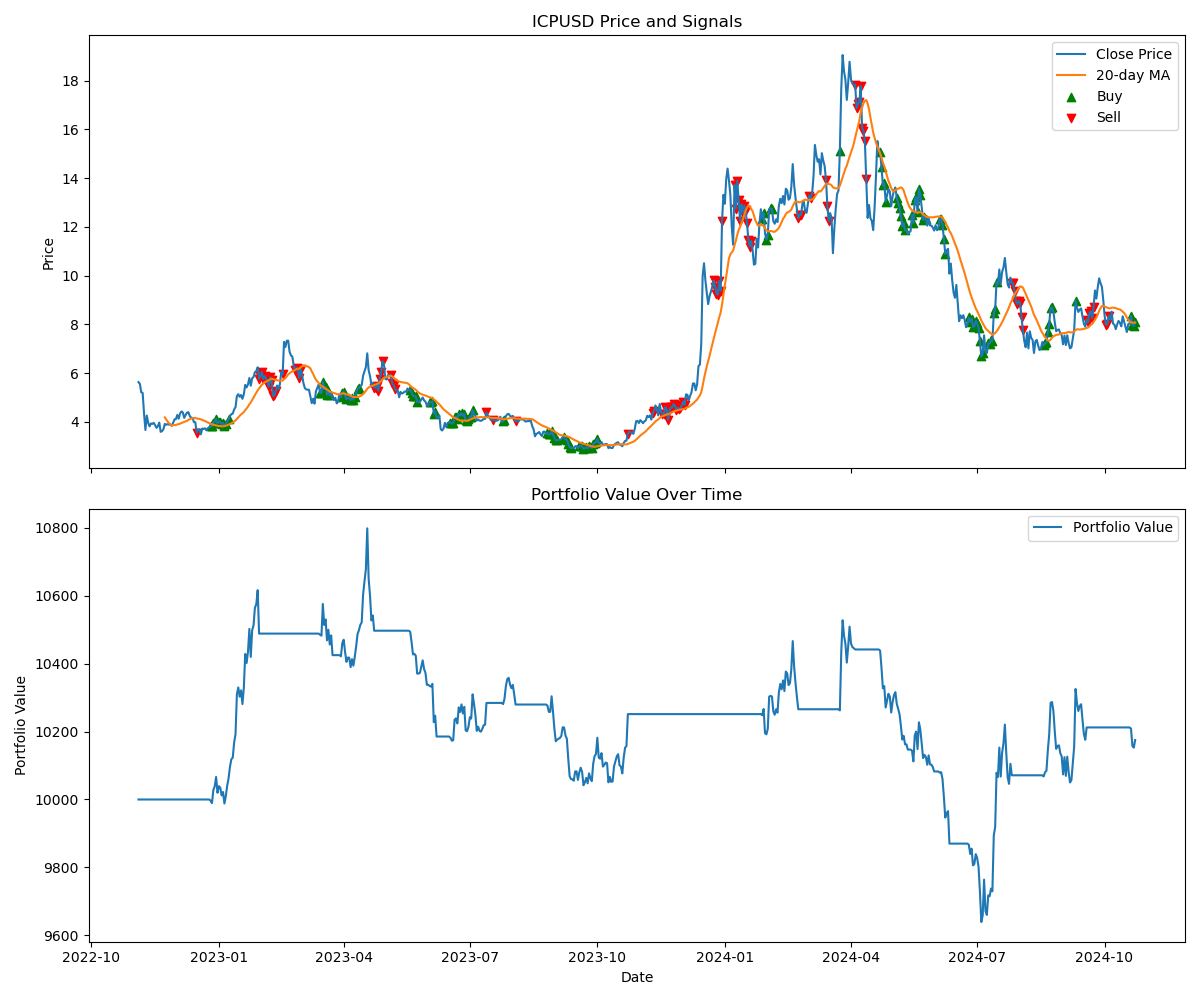 ICPUSD Price and Signals
Close Price
20-day MA
Buy
Sell
Price
18
16
14
12
10
8
6
4
Portfolio Value Over Time
Portfolio Value
Portfolio Value
10800
10600
10400
10200
10000
9800
9600
2022-10 2023-01 2023-04 2023-07 2023-10 2024-01 2024-04 2024-07 2024-10
Date